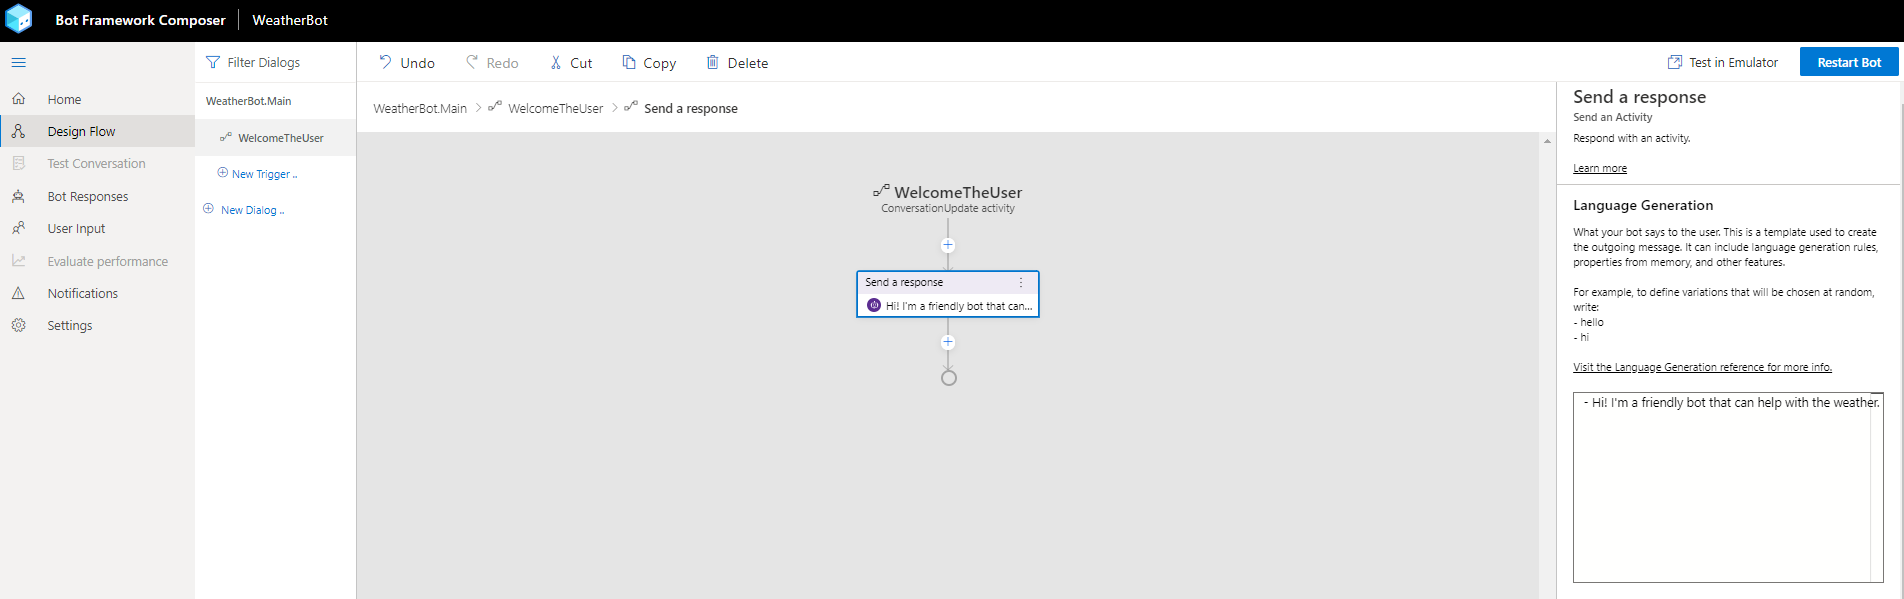 Bot Framework Composer WeatherBot
Home
Design Flow
Test Conversation
Bot Responses
User Input
Evaluate performance
Notifications
Settings
Filter Dialogs
WeatherBot.Main
WelcomeTheUser
New Trigger ..
New Dialog ..
Undo Redo Cut Copy Delete
Test in Emulator Restart Bot
WeatherBot.Main > WelcomeTheUser > Send a response
WelcomeTheUser
ConversationUpdate activity
Send a response
Hi! I'm a friendly bot that can...
Send a response
Send an Activity
Respond with an activity.
Learn more
Language Generation
What your bot says to the user. This is a template used to create
the outgoing message. It can include language generation rules,
properties from memory, and other features.
For example, to define variations that will be chosen at random,
write:
- hello
- hi
Visit the Language Generation reference for more info.
- Hi! I'm a friendly bot that can help with the weather.